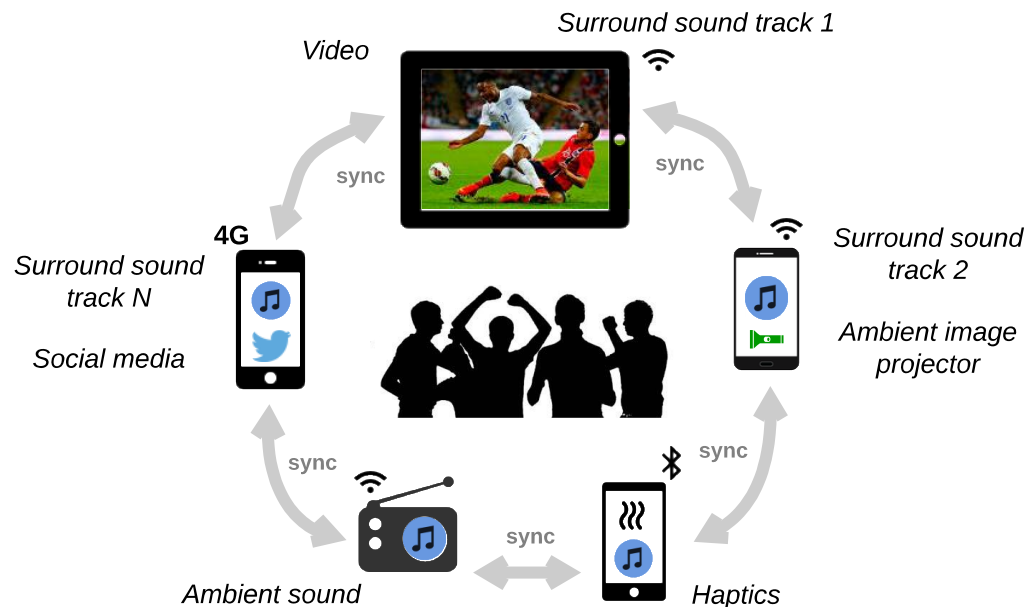 Surround sound track 1
Video
sync
sync
4G
Surround sound
track N
Surround sound
track 2
Social media
Ambient image
projector
sync
sync
sync
Ambient sound
Haptics